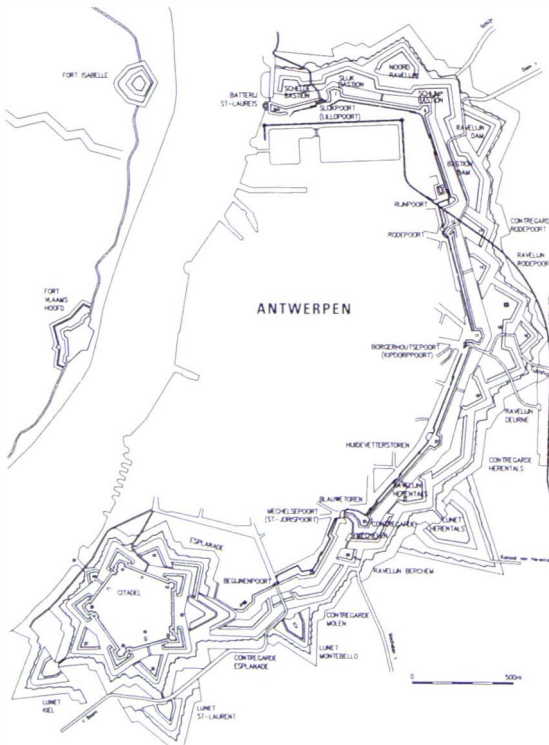 FORT ISABELLE
BATTERIJ
ST-LAUREIS
SCHELDE
BASTION
SLIJK
BASTION
NOORD
RAVELIJN
SCHIJN
BASTION
SLIJKPOORT
(LILLOPOORT)
RAVELIJN
DAM
BASTION
DAM
RIJNPOORT
RODEPOORT
CONTREGARDE
RODEPOORT
RAVELIJN
RODEPOORT
FORT
VLAAMS
HOOFD
ANTWERPEN
BORGERHOUTSEPOORT
(KIPDORPPOORT)
RAVELIJN
DEURNE
HUIDEVETTERSTOREN
CONTREGARDE
HERENTALS
BLAUWETOREN
RAVELIJN
HERENTALS
MECHELSEPOORT
(ST-JORISPOORT)
CONTREGARDE
LUNET
HERENTALS
ESPLANADE
RAVELIJN BERCHEM
BEGIJNENPOORT
CITADEL
CONTREGARDE
MOLEN
LUNET
MONTEBELLO
CONTREGARDE
ESPLANADE
LUNET
KIEL
LUNET
ST-LAURENT
0
500m